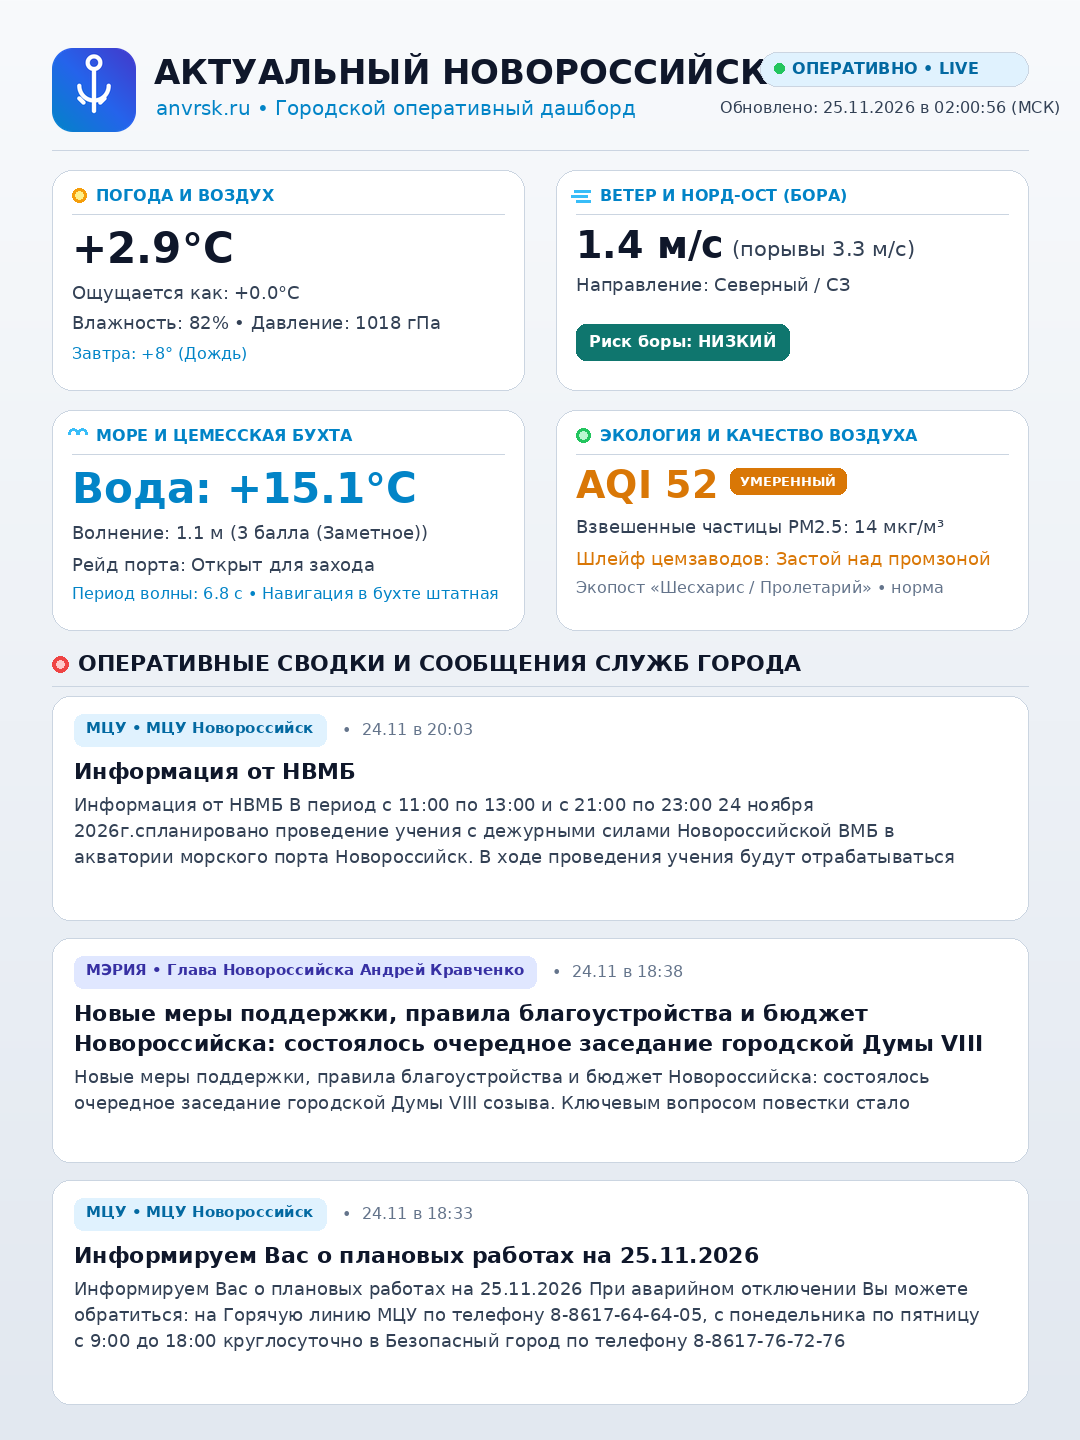 АКТУАЛЬНЫЙ НОВОРОССИЙСК
ОПЕРАТИВНО • LIVE
anvrsk.ru • Городской оперативный дашборд
Обновлено: 25.11.2026 в 02:00:56 (МСК)
ПОГОДА И ВОЗДУХ
+2.9°C
Ощущается как: +0.0°C
Влажность: 82% • Давление: 1018 гПа
Завтра: +8° (Дождь)
ВЕТЕР И НОРД-ОСТ (БОРА)
1.4 м/с (порывы 3.3 м/с)
Направление: Северный / СЗ
Риск боры: НИЗКИЙ
МОРЕ И ЦЕМЕССКАЯ БУХТА
Вода: +15.1°C
Волнение: 1.1 м (3 балла (Заметное))
Рейд порта: Открыт для захода
Период волны: 6.8 с • Навигация в бухте штатная
ЭКОЛОГИЯ И КАЧЕСТВО ВОЗДУХА
AQI 52 УМЕРЕННЫЙ
Взвешенные частицы PM2.5: 14 мкг/м³
Шлейф цемзаводов: Застой над промзоной
Экопост «Шесхарис / Пролетарий» • норма
ОПЕРАТИВНЫЕ СВОДКИ И СООБЩЕНИЯ СЛУЖБ ГОРОДА
МЦУ • МЦУ Новороссийск • 24.11 в 20:03
Информация от НВМБ
Информация от НВМБ В период с 11:00 по 13:00 и с 21:00 по 23:00 24 ноября
2026г.спланировано проведение учения с дежурными силами Новороссийской ВМБ в
акватории морского порта Новороссийск. В ходе проведения учения будут отрабатываться
МЭРИЯ • Глава Новороссийска Андрей Кравченко • 24.11 в 18:38
Новые меры поддержки, правила благоустройства и бюджет
Новороссийска: состоялось очередное заседание городской Думы VIII
Новые меры поддержки, правила благоустройства и бюджет Новороссийска: состоялось
очередное заседание городской Думы VIII созыва. Ключевым вопросом повестки стало
МЦУ • МЦУ Новороссийск • 24.11 в 18:33
Информируем Вас о плановых работах на 25.11.2026
Информируем Вас о плановых работах на 25.11.2026 При аварийном отключении Вы можете
обратиться: на Горячую линию МЦУ по телефону 8-8617-64-64-05, с понедельника по пятницу
с 9:00 до 18:00 круглосуточно в Безопасный город по телефону 8-8617-76-72-76